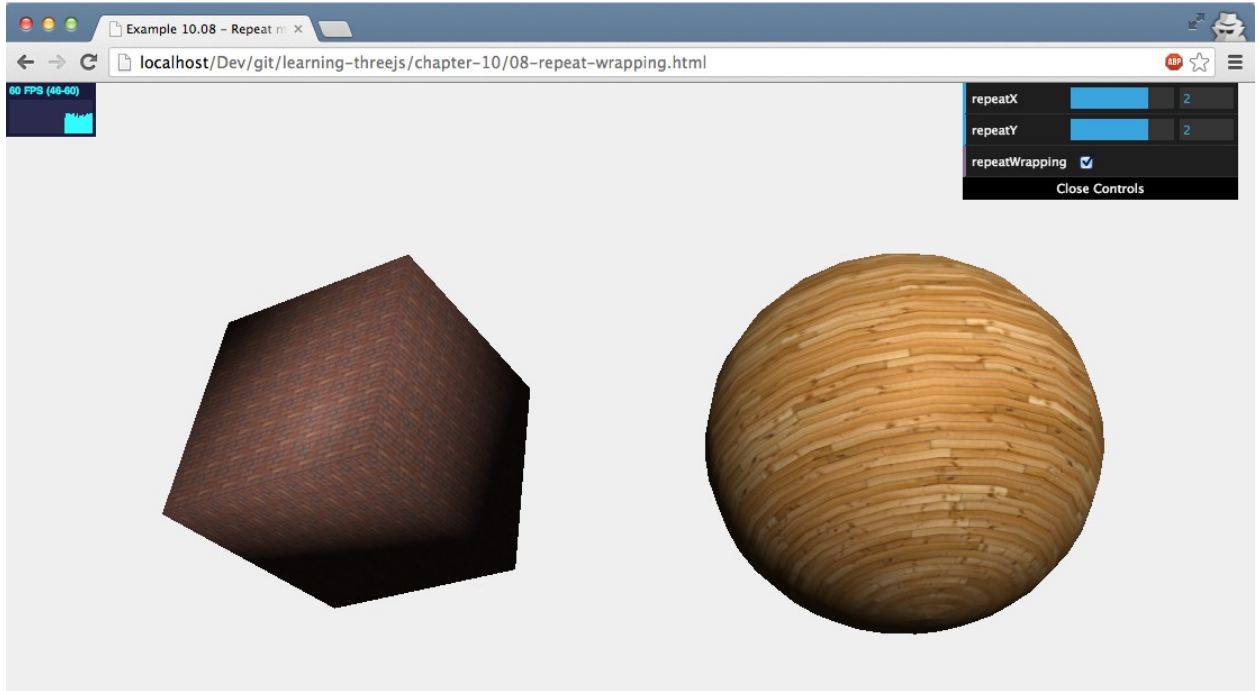 Example 10.08 – Repeat m
localhost/Dev/git/learning-threejs/chapter-10/08-repeat-wrapping.html
ABP
60 FPS (46-60)
repeatX 2
repeatY 2
repeatWrapping
Close Controls